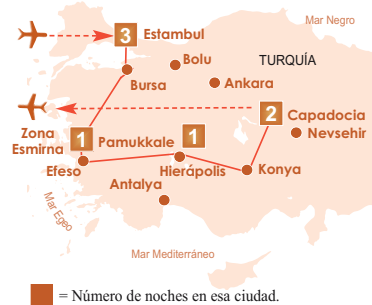 Mar Negro
3 Estambul
Bolu
TURQUÍA
Bursa
Ankara
2 Capadocia
Nevsehir
Zona
Esmirna
1 Pamukkale 1
Efeso
Hierápolis
Konya
Antalya
Mar Egeo
Mar Mediterráneo
= Número de noches en esa ciudad.